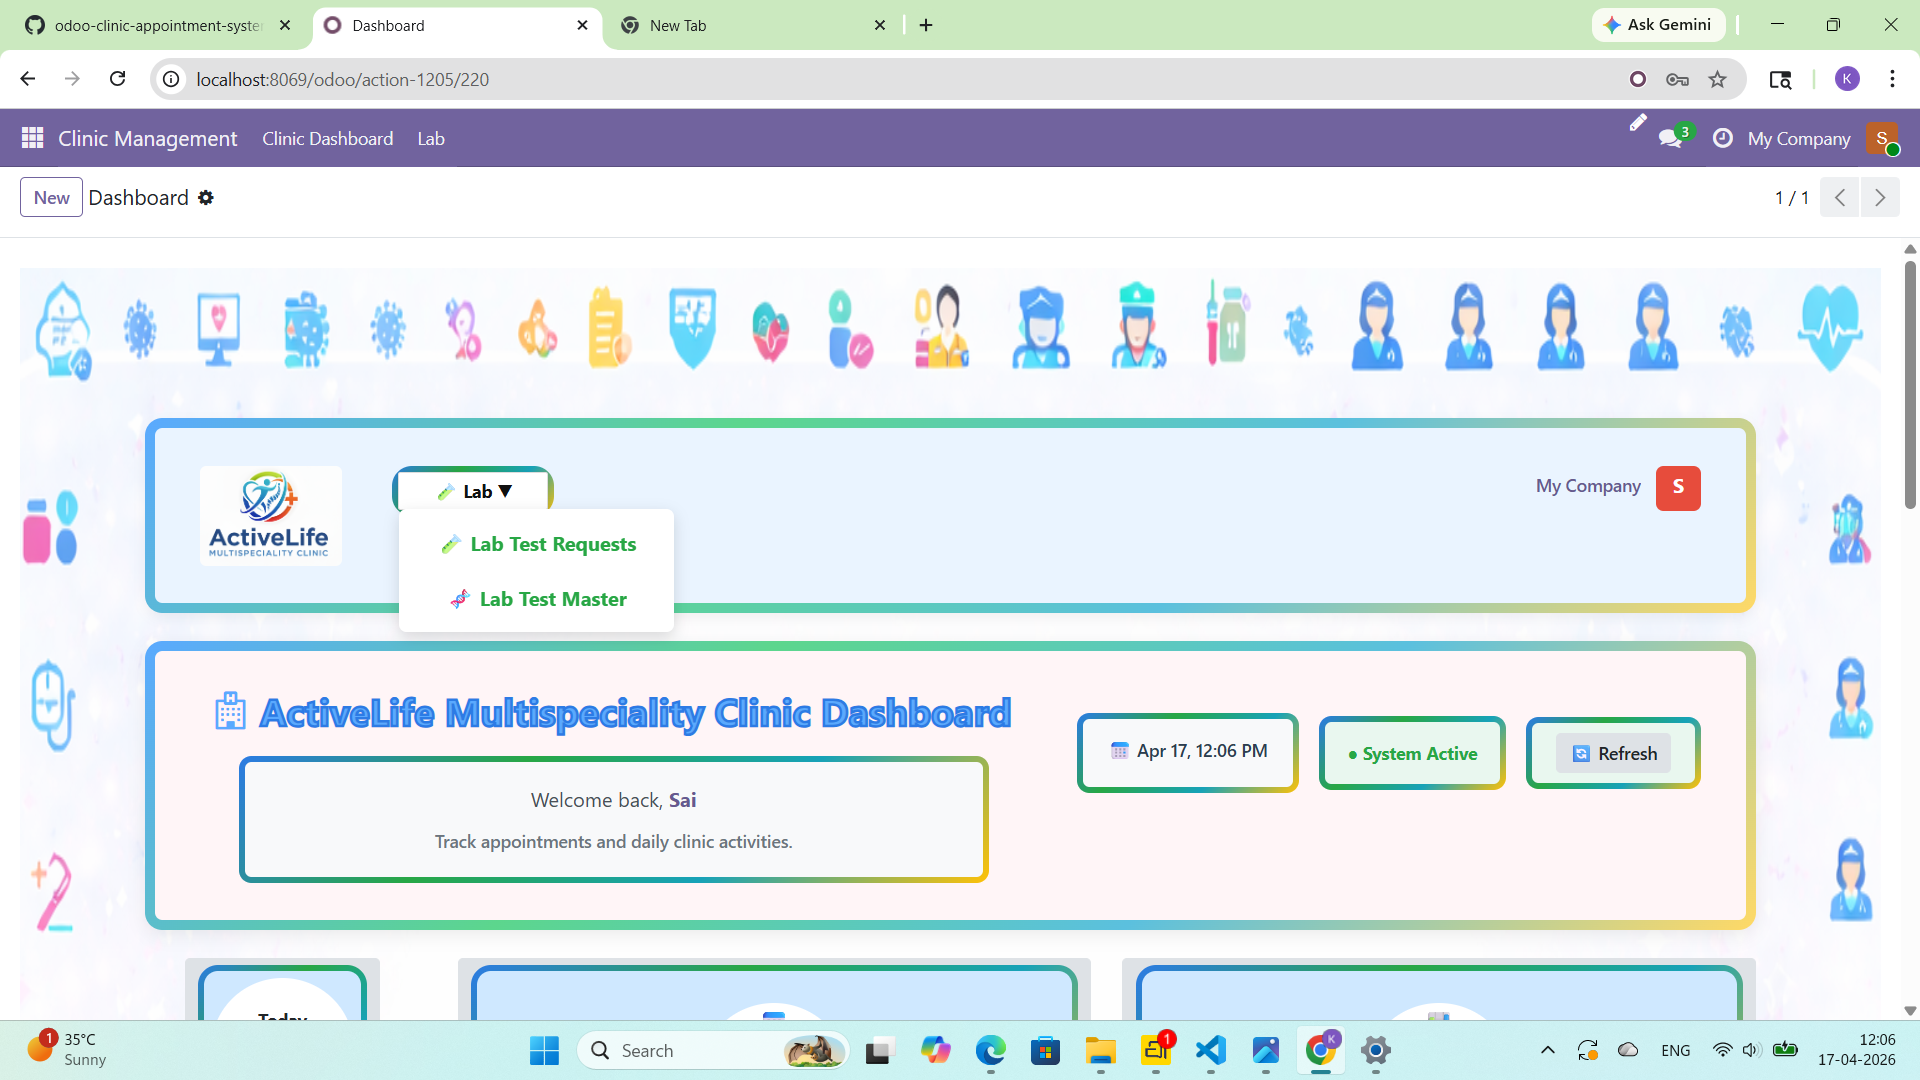 odoo-clinic-appointment-syste
Dashboard
New Tab
Ask Gemini
localhost:8069/odoo/action-1205/220
K
Clinic Management
Clinic Dashboard
Lab
3
My Company
S
New
Dashboard
1 / 1
ActiveLife
MULTISPECIALITY CLINIC
Lab ▼
My Company
S
Lab Test Requests
Lab Test Master
ActiveLife Multispeciality Clinic Dashboard
Apr 17, 12:06 PM
● System Active
Refresh
Welcome back, Sai
Track appointments and daily clinic activities.
Today
1
35°C
Sunny
Search
1
K
ENG
12:06
17-04-2026